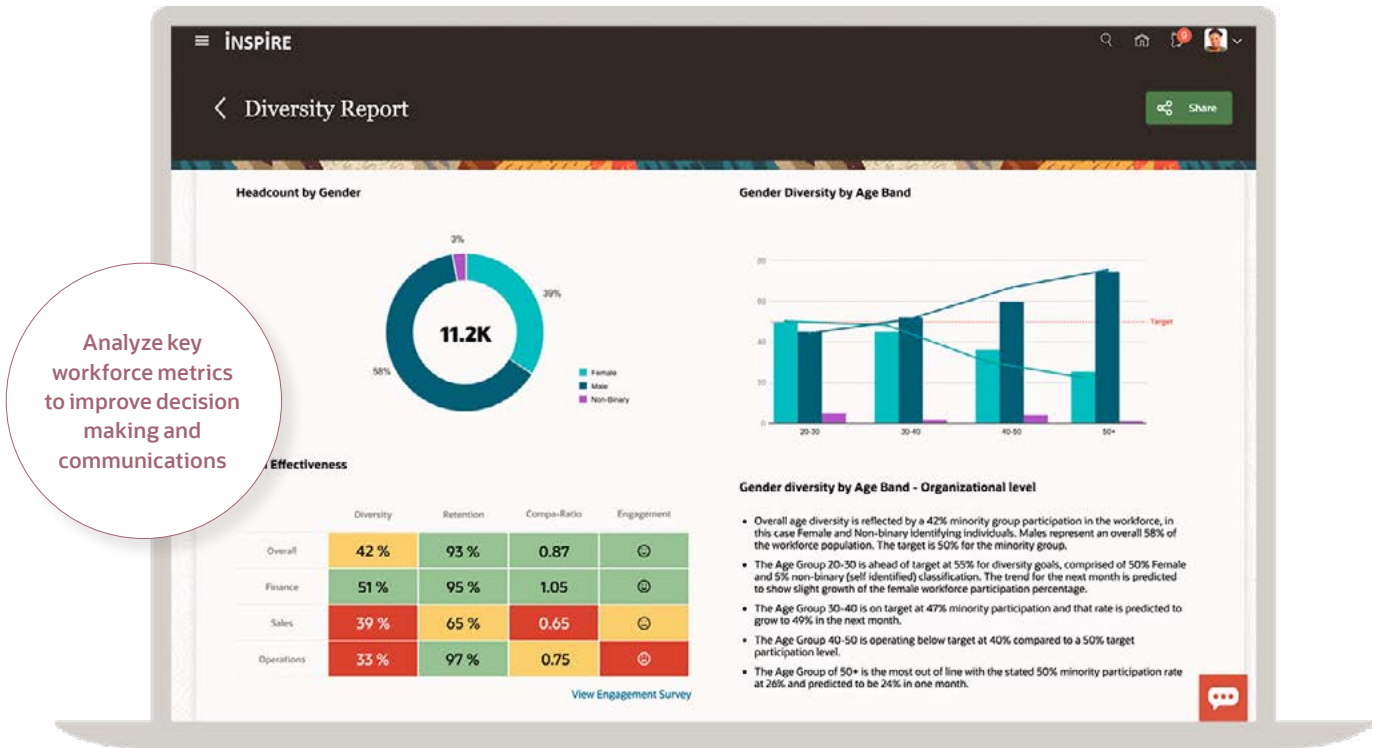 iNSPiRE
9
Diversity Report
Share
Analyze key
workforce metrics
to improve decision
making and
communications
Headcount by Gender
3%
39%
58%
11.2K
Female
Male
Non-Binary
Gender Diversity by Age Band
80
60
40
20
0
Target
20-30 30-40 40-50 50+
Effectiveness
Diversity Retention Compa-Ratio Engagement
Overall 42 % 93 % 0.87
Finance 51 % 95 % 1.05
Sales 39 % 65 % 0.65
Operations 33 % 97 % 0.75
View Engagement Survey
Gender diversity by Age Band - Organizational level
• Overall age diversity is reflected by a 42% minority group participation in the workforce, in
this case Female and Non-binary identifying individuals. Males represent an overall 58% of
the workforce population. The target is 50% for the minority group.
• The Age Group 20-30 is ahead of target at 55% for diversity goals, comprised of 50% Female
and 5% non-binary (self identified) classification. The trend for the next month is predicted
to show slight growth of the female workforce participation percentage.
• The Age Group 30-40 is on target at 47% minority participation and that rate is predicted to
grow to 49% in the next month.
• The Age Group 40-50 is operating below target at 40% compared to a 50% target
participation level.
• The Age Group of 50+ is the most out of line with the stated 50% minority participation rate
at 26% and predicted to be 24% in one month.